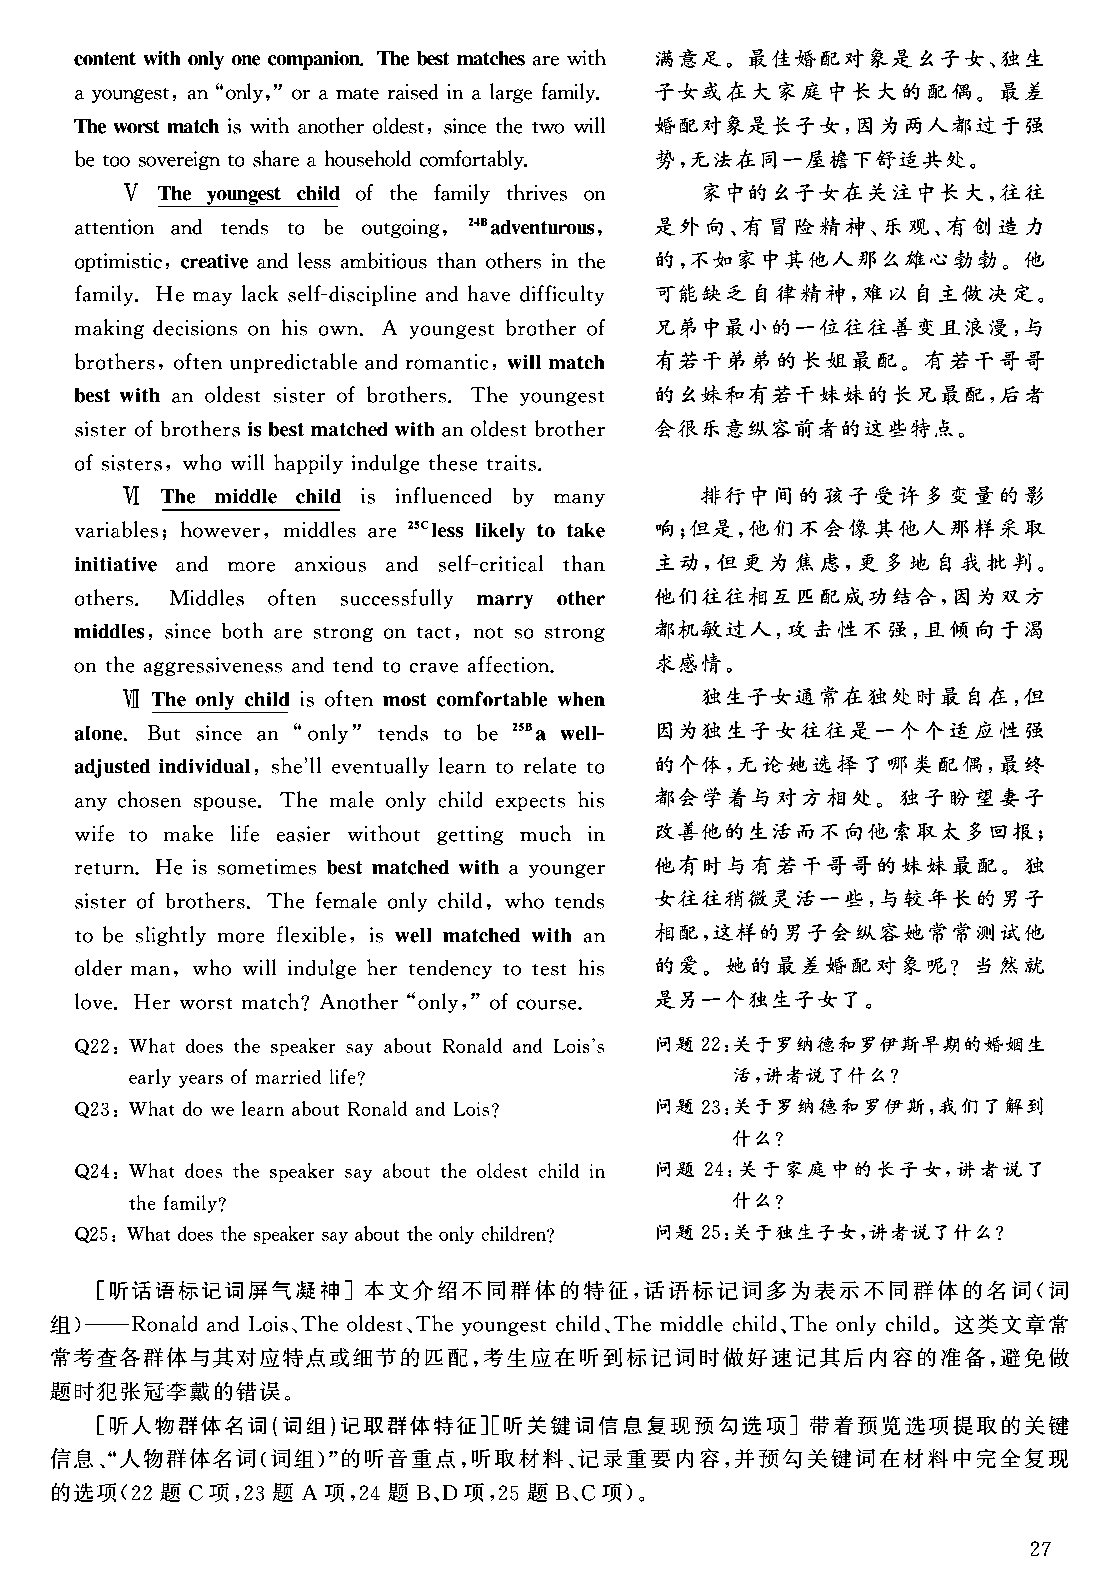 content with only one companion. The best matches are with
a youngest, an “only,” or a mate raised in a large family.
The worst match is with another oldest, since the two will
be too sovereign to share a household comfortably.
Ⅴ The youngest child of the family thrives on
attention and tends to be outgoing, 24B adventurous,
optimistic, creative and less ambitious than others in the
family. He may lack self-discipline and have difficulty
making decisions on his own. A youngest brother of
brothers, often unpredictable and romantic, will match
best with an oldest sister of brothers. The youngest
sister of brothers is best matched with an oldest brother
of sisters, who will happily indulge these traits.
Ⅵ The middle child is influenced by many
variables; however, middles are 25C less likely to take
initiative and more anxious and self-critical than
others. Middles often successfully marry other
middles, since both are strong on tact, not so strong
on the aggressiveness and tend to crave affection.
Ⅶ The only child is often most comfortable when
alone. But since an “only” tends to be 25B a well-
adjusted individual, she’ll eventually learn to relate to
any chosen spouse. The male only child expects his
wife to make life easier without getting much in
return. He is sometimes best matched with a younger
sister of brothers. The female only child, who tends
to be slightly more flexible, is well matched with an
older man, who will indulge her tendency to test his
love. Her worst match? Another “only,” of course.
满意足。最佳婚配对象是幺子女、独生
子女或在大家庭中长大的配偶。最差
婚配对象是长子女,因为两人都过于强
势,无法在同一屋檐下舒适共处。
家中的幺子女在关注中长大,往往
是外向、有冒险精神、乐观、有创造力
的,不如家中其他人那么雄心勃勃。他
可能缺乏自律精神,难以自主做决定。
兄弟中最小的一位往往善变且浪漫,与
有若干弟弟的长姐最配。有若干哥哥
的幺妹和有若干妹妹的长兄最配,后者
会很乐意纵容前者的这些特点。
排行中间的孩子受许多变量的影
响;但是,他们不会像其他人那样采取
主动,但更为焦虑,更多地自我批判。
他们往往相互匹配成功结合,因为双方
都机敏过人,攻击性不强,且倾向于渴
求感情。
独生子女通常在独处时最自在,但
因为独生子女往往是一个个适应性强
的个体,无论她选择了哪类配偶,最终
都会学着与对方相处。独子盼望妻子
改善他的生活而不向他索取太多回报;
他有时与有若干哥哥的妹妹最配。独
女往往稍微灵活一些,与较年长的男子
相配,这样的男子会纵容她常常测试他
的爱。她的最差婚配对象呢?当然就
是另一个独生子女了。
Q22: What does the speaker say about Ronald and Lois’s
early years of married life?
Q23: What do we learn about Ronald and Lois?
Q24: What does the speaker say about the oldest child in
the family?
Q25: What does the speaker say about the only children?
问题 22:关于罗纳德和罗伊斯早期的婚姻生
活,讲者说了什么?
问题 23:关于罗纳德和罗伊斯,我们了解到
什么?
问题 24:关于家庭中的长子女,讲者说了
什么?
问题 25:关于独生子女,讲者说了什么?
[听话语标记词屏气凝神] 本文介绍不同群体的特征,话语标记词多为表示不同群体的名词(词
组)——Ronald and Lois、The oldest、The youngest child、The middle child、The only child。这类文章常
常考查各群体与其对应特点或细节的匹配,考生应在听到标记词时做好速记其后内容的准备,避免做
题时犯张冠李戴的错误。
[听人物群体名词(词组)记取群体特征][听关键词信息复现预勾选项] 带着预览选项提取的关键
信息、“人物群体名词(词组)”的听音重点,听取材料、记录重要内容,并预勾关键词在材料中完全复现
的选项(22 题 C 项,23 题 A 项,24 题 B、D 项,25 题 B、C 项)。
27